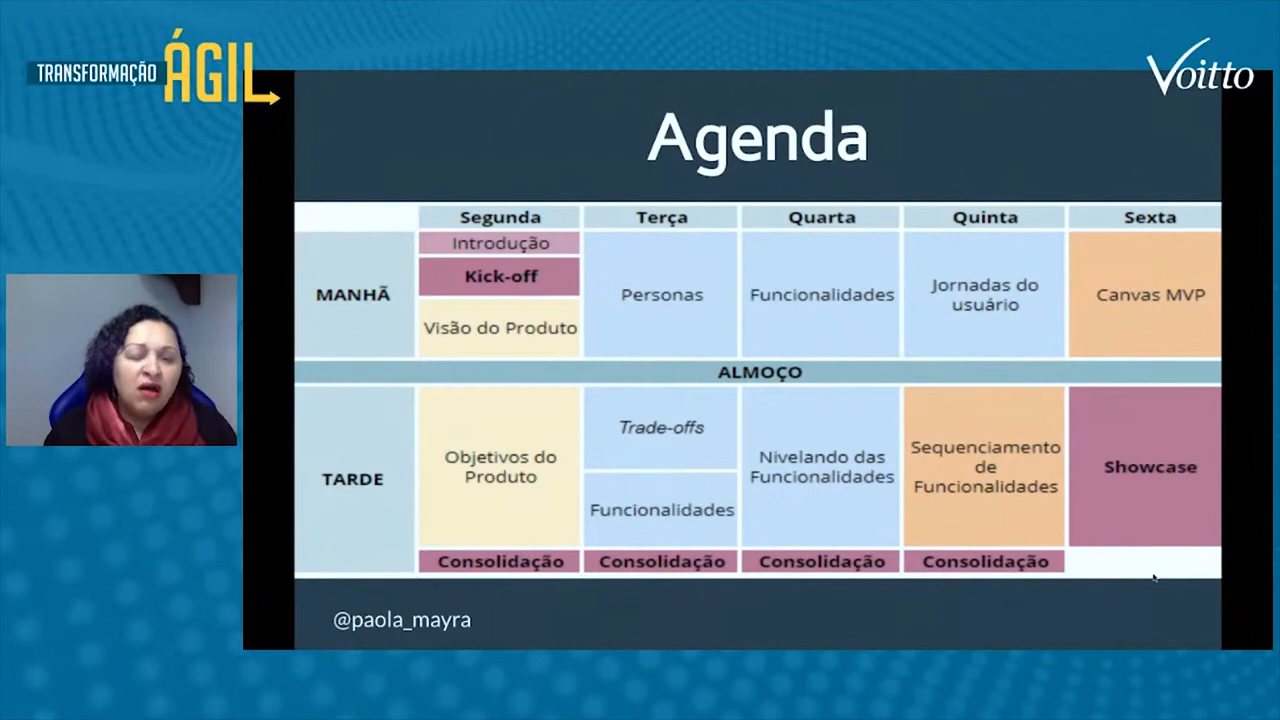 TRANSFORMAÇÃO ÁGIL
Voitto
Agenda
Segunda Terça Quarta Quinta Sexta
MANHÃ
Introdução
Kick-off
Visão do Produto
Personas
Funcionalidades
Jornadas do
usuário
Canvas MVP
ALMOÇO
TARDE
Objetivos do
Produto
Trade-offs
Funcionalidades
Nivelando das
Funcionalidades
Sequenciamento
de
Funcionalidades
Showcase
Consolidação Consolidação Consolidação Consolidação
@paola_mayra